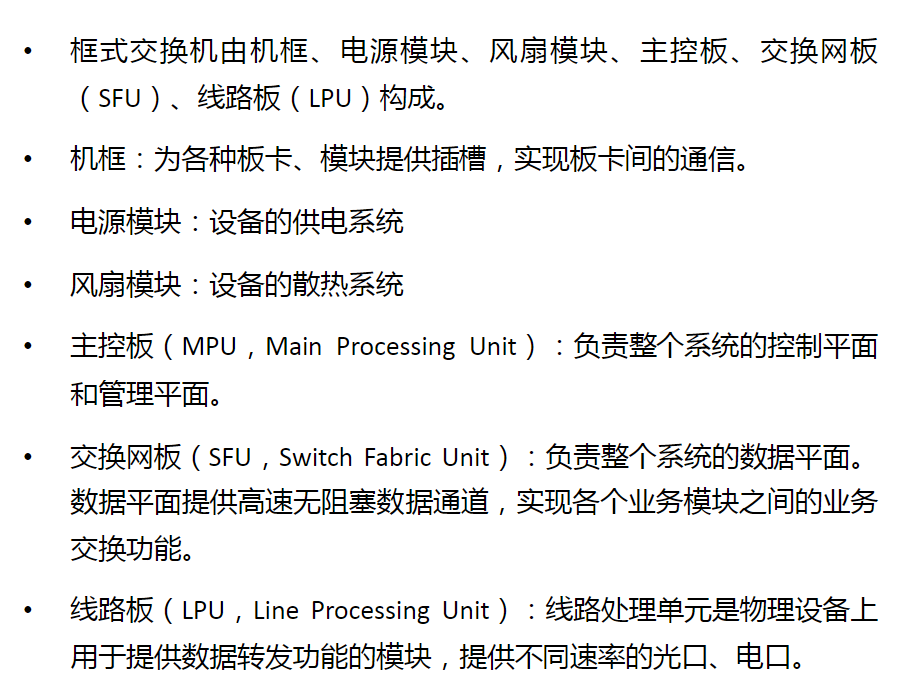 • 框式交换机由机框、电源模块、风扇模块、主控板、交换网板
（SFU）、线路板（LPU）构成。
• 机框：为各种板卡、模块提供插槽，实现板卡间的通信。
• 电源模块：设备的供电系统
• 风扇模块：设备的散热系统
• 主控板（MPU，Main Processing Unit）：负责整个系统的控制平面
和管理平面。
• 交换网板（SFU，Switch Fabric Unit）：负责整个系统的数据平面。
数据平面提供高速无阻塞数据通道，实现各个业务模块之间的业务
交换功能。
• 线路板（LPU，Line Processing Unit）：线路处理单元是物理设备上
用于提供数据转发功能的模块，提供不同速率的光口、电口。